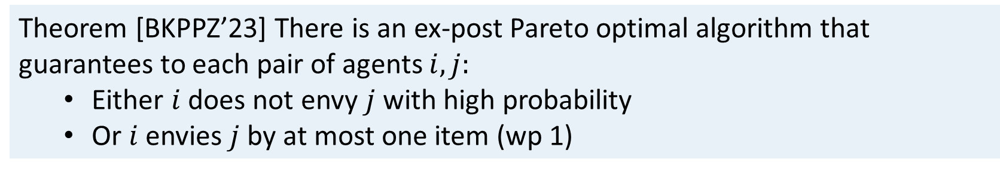 Theorem [BKPPZ’23] There is an ex-post Pareto optimal algorithm that
guarantees to each pair of agents 𝑖, 𝑗:
• Either 𝑖 does not envy 𝑗 with high probability
• Or 𝑖 envies 𝑗 by at most one item (wp 1)